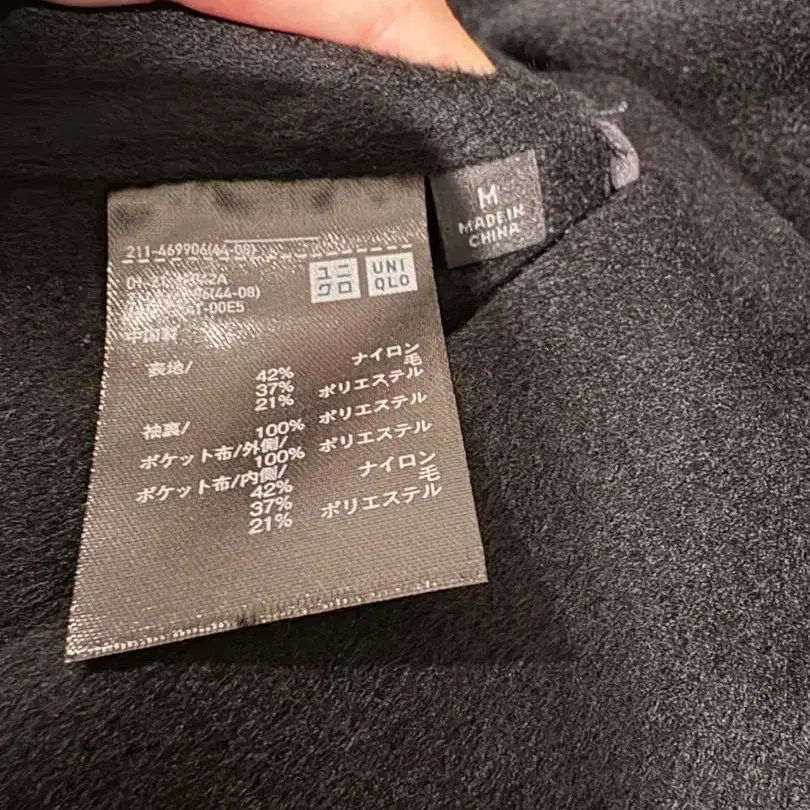 211-469906(44-08)
ユニ
クロ
UNI
QLO
中国製
表地/
42% ナイロン
37% 毛
21% ポリエステル
袖裏/
100% ポリエステル
ポケット布/外側/
100% ポリエステル
ポケット布/内側/
42% ナイロン
37% 毛
21% ポリエステル
M
MADE IN
CHINA